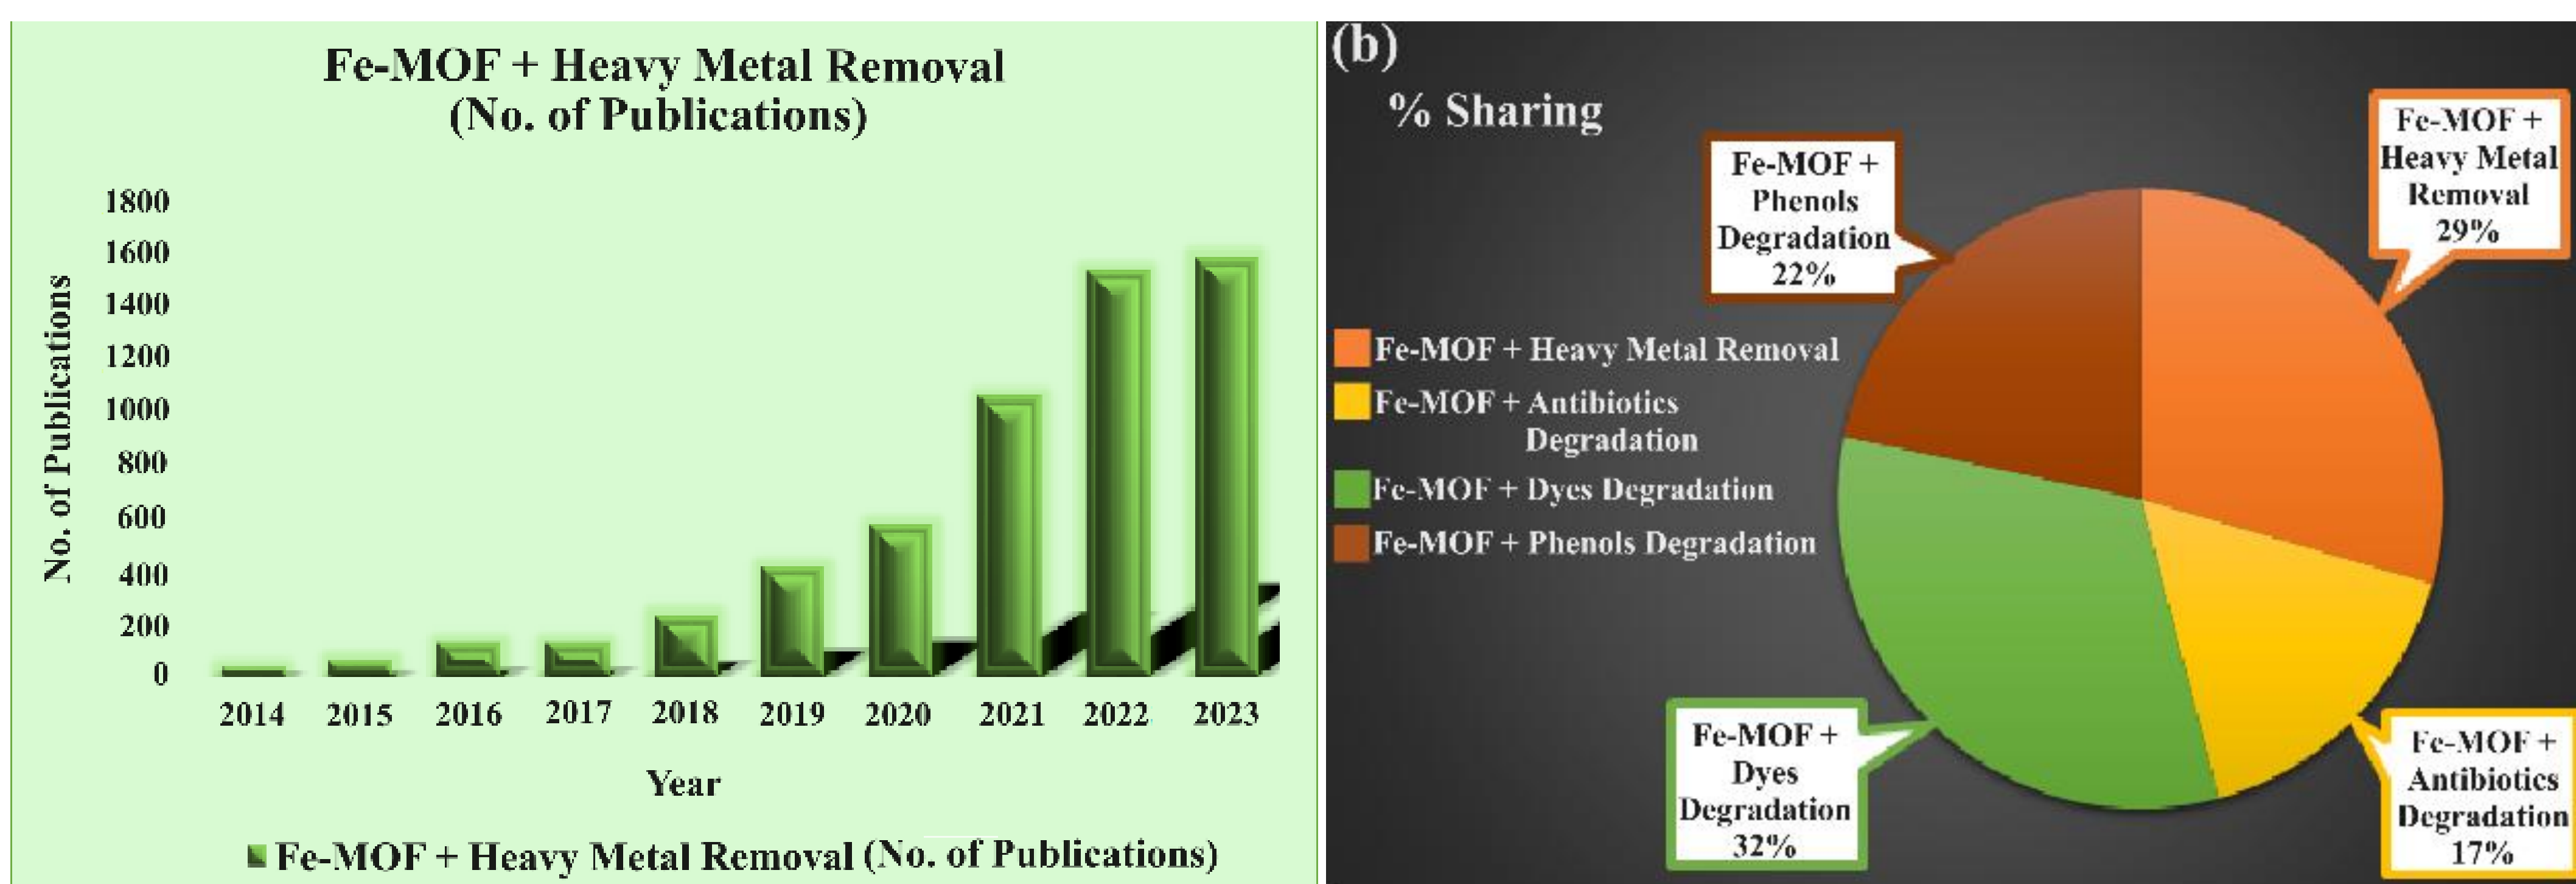 Fe-MOF + Heavy Metal Removal
(No. of Publications)
No. of Publications
1800
1600
1400
1200
1000
800
600
400
200
0
2014 2015 2016 2017 2018 2019 2020 2021 2022 2023
Year
Fe-MOF + Heavy Metal Removal (No. of Publications)
(b)
% Sharing
Fe-MOF +
Phenols
Degradation
22%
Fe-MOF +
Heavy Metal
Removal
29%
Fe-MOF + Heavy Metal Removal
Fe-MOF + Antibiotics
Degradation
Fe-MOF + Dyes Degradation
Fe-MOF + Phenols Degradation
Fe-MOF +
Dyes
Degradation
32%
Fe-MOF +
Antibiotics
Degradation
17%